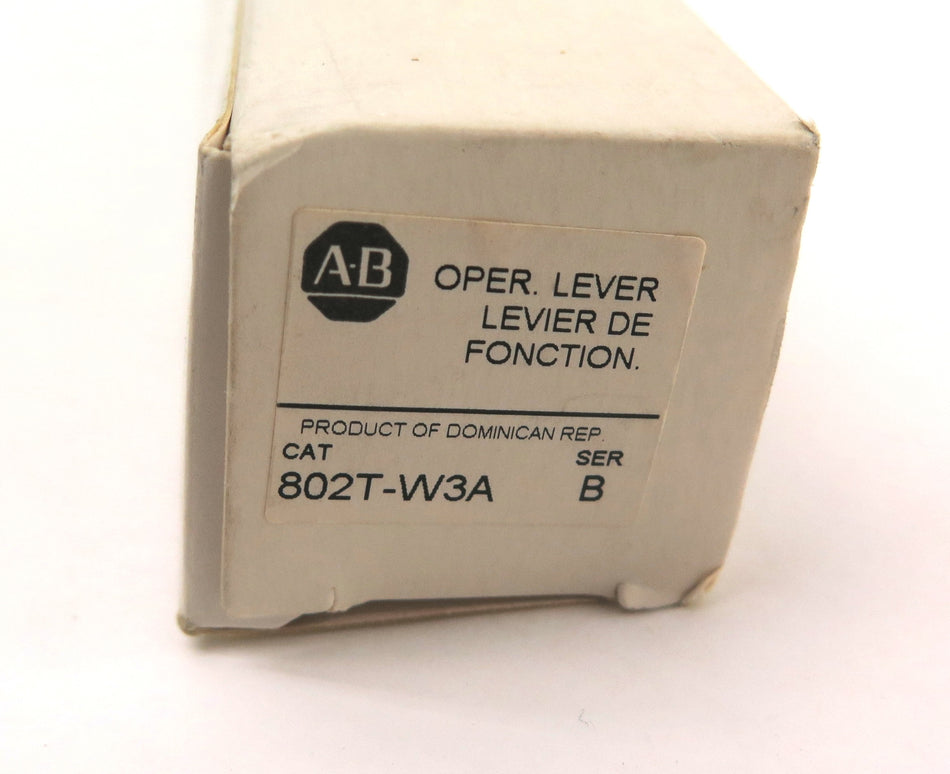 A-B
OPER. LEVER
LEVIER DE
FONCTION.
PRODUCT OF DOMINICAN REP.
CAT SER
802T-W3A B